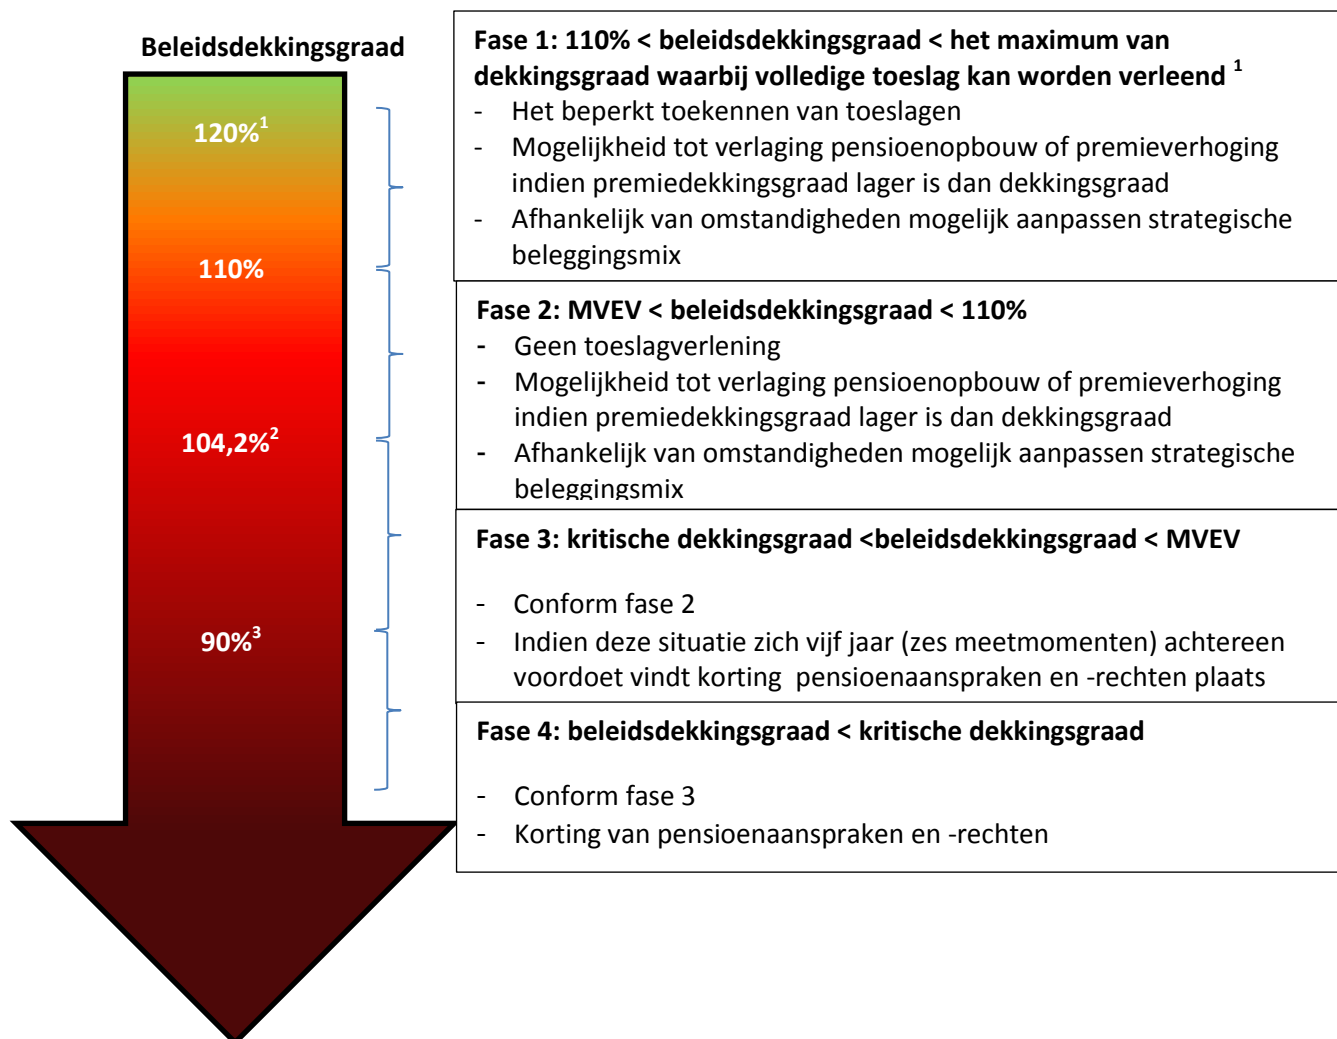 Beleidsdekkingsgraad
120%¹
110%
104,2%²
90%³
Fase 1: 110% < beleidsdekkingsgraad < het maximum van
dekkingsgraad waarbij volledige toeslag kan worden verleend ¹
- Het beperkt toekennen van toeslagen
- Mogelijkheid tot verlaging pensioenopbouw of premieverhoging
indien premiedekkingsgraad lager is dan dekkingsgraad
- Afhankelijk van omstandigheden mogelijk aanpassen strategische
beleggingsmix
Fase 2: MVEV < beleidsdekkingsgraad < 110%
- Geen toeslagverlening
- Mogelijkheid tot verlaging pensioenopbouw of premieverhoging
indien premiedekkingsgraad lager is dan dekkingsgraad
- Afhankelijk van omstandigheden mogelijk aanpassen strategische
beleggingsmix
Fase 3: kritische dekkingsgraad <beleidsdekkingsgraad < MVEV
- Conform fase 2
- Indien deze situatie zich vijf jaar (zes meetmomenten) achtereen
voordoet vindt korting pensioenaanspraken en -rechten plaats
Fase 4: beleidsdekkingsgraad < kritische dekkingsgraad
- Conform fase 3
- Korting van pensioenaanspraken en -rechten